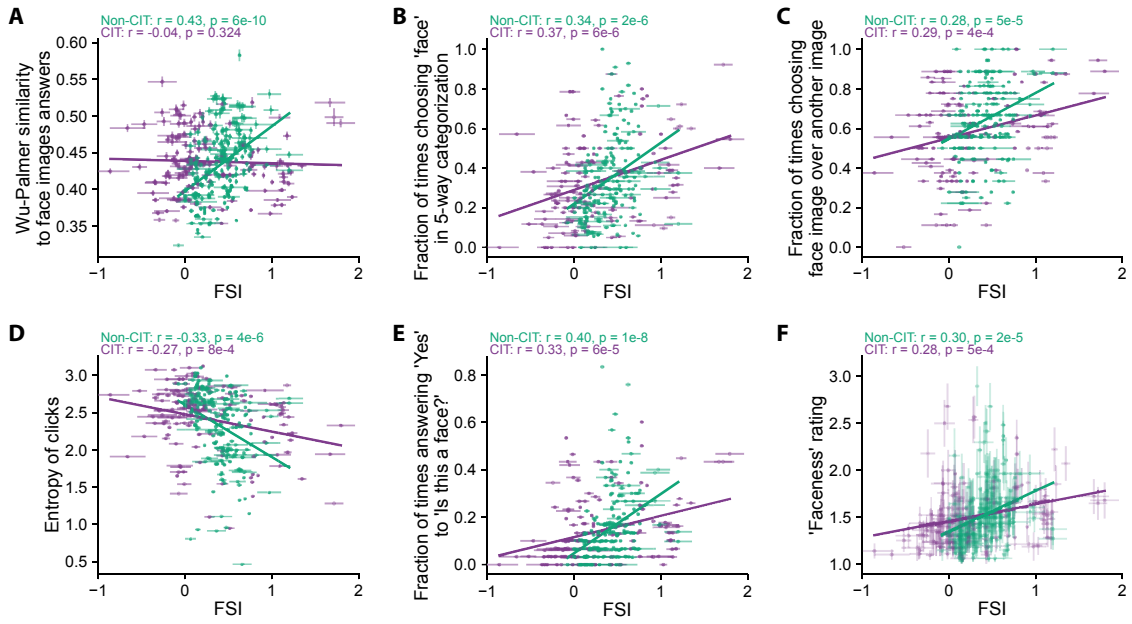 A
Non-CIT: r = 0.43, p = 6e-10
CIT: r = -0.04, p = 0.324
Wu-Palmer similarity
to face images answers
0.60
0.55
0.50
0.45
0.40
0.35
−1
0
1
2
FSI
B
Non-CIT: r = 0.34, p = 2e-6
CIT: r = 0.37, p = 6e-6
Fraction of times choosing 'face'
in 5-way categorization
1.0
0.8
0.6
0.4
0.2
0.0
−1
0
1
2
FSI
C
Non-CIT: r = 0.28, p = 5e-5
CIT: r = 0.29, p = 4e-4
Fraction of times choosing
face image over another image
1.0
0.8
0.6
0.4
0.2
0.0
−1
0
1
2
FSI
D
Non-CIT: r = -0.33, p = 4e-6
CIT: r = -0.27, p = 8e-4
Entropy of clicks
3.0
2.5
2.0
1.5
1.0
0.5
−1
0
1
2
FSI
E
Non-CIT: r = 0.40, p = 1e-8
CIT: r = 0.33, p = 6e-5
Fraction of times answering 'Yes'
to 'Is this a face?'
0.8
0.6
0.4
0.2
0.0
−1
0
1
2
FSI
F
Non-CIT: r = 0.30, p = 2e-5
CIT: r = 0.28, p = 5e-4
'Faceness' rating
3.0
2.5
2.0
1.5
1.0
−1
0
1
2
FSI